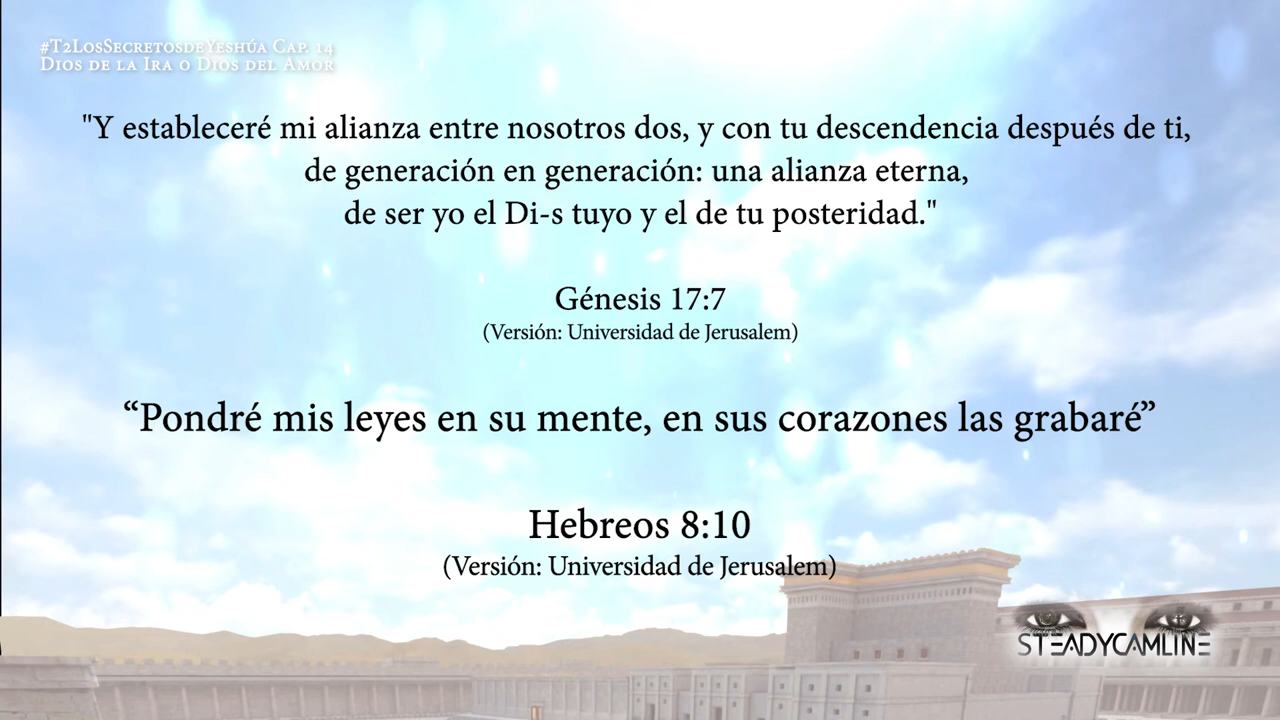 #T2LosSecretosdeYeshúa Cap. 14
Dios de la Ira o Dios del Amor
"Y estableceré mi alianza entre nosotros dos, y con tu descendencia después de ti,
de generación en generación: una alianza eterna,
de ser yo el Di-s tuyo y el de tu posteridad."
Génesis 17:7
(Versión: Universidad de Jerusalem)
“Pondré mis leyes en su mente, en sus corazones las grabaré”
Hebreos 8:10
(Versión: Universidad de Jerusalem)
STEADYCAMLINE